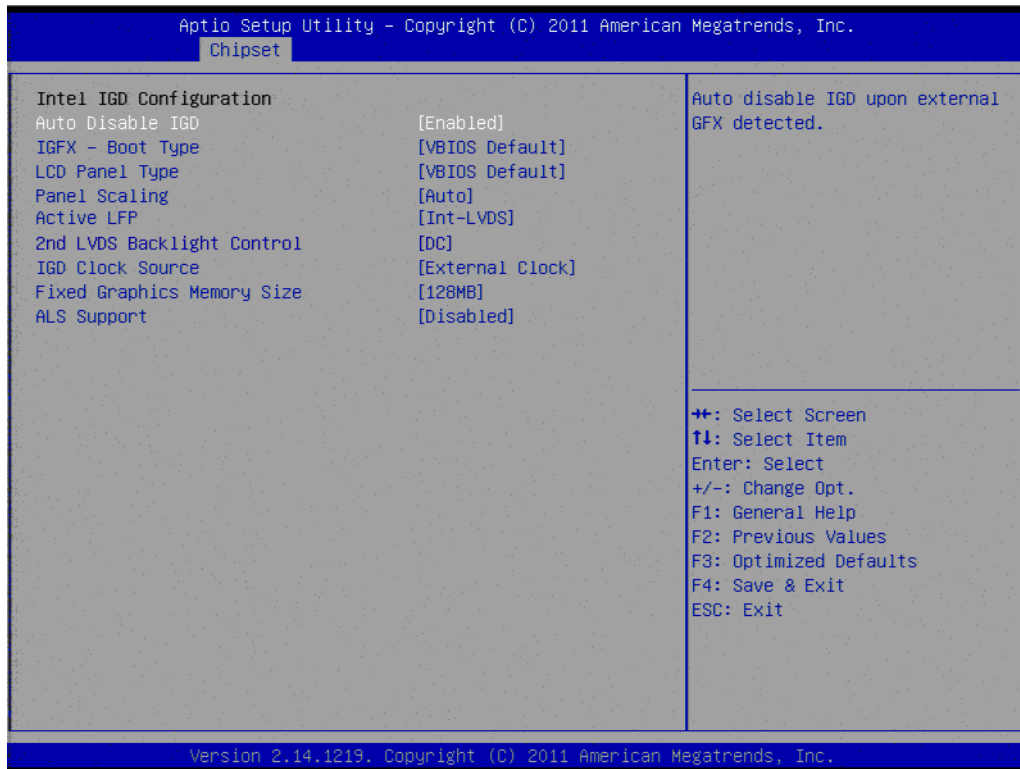 Aptio Setup Utility – Copyright (C) 2011 American Megatrends, Inc.
Chipset
Intel IGD Configuration
Auto Disable IGD [Enabled]
IGFX – Boot Type [VBIOS Default]
LCD Panel Type [VBIOS Default]
Panel Scaling [Auto]
Active LFP [Int-LVDS]
2nd LVDS Backlight Control [DC]
IGD Clock Source [External Clock]
Fixed Graphics Memory Size [128MB]
ALS Support [Disabled]
Auto disable IGD upon external
GFX detected.
→←: Select Screen
↑↓: Select Item
Enter: Select
+/-: Change Opt.
F1: General Help
F2: Previous Values
F3: Optimized Defaults
F4: Save & Exit
ESC: Exit
Version 2.14.1219. Copyright (C) 2011 American Megatrends, Inc.